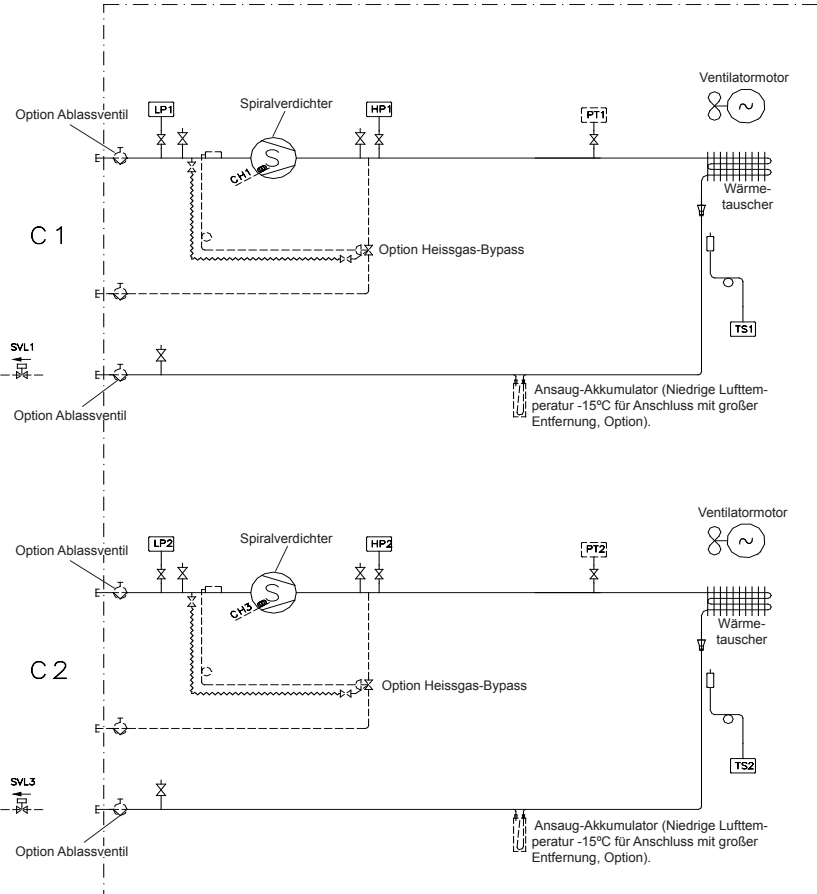 Ventilatormotor
Option Ablassventil
LP1
Spiralverdichter
HP1
PT1
S
CH1
Wärme-
tauscher
C 1
Option Heissgas-Bypass
TS1
SVL1
Option Ablassventil
Ansaug-Akkumulator (Niedrige Lufttem-
peratur -15ºC für Anschluss mit großer
Entfernung, Option).
Ventilatormotor
Option Ablassventil
LP2
Spiralverdichter
HP2
PT2
S
CH3
Wärme-
tauscher
C 2
Option Heissgas-Bypass
TS2
SVL3
Option Ablassventil
Ansaug-Akkumulator (Niedrige Lufttem-
peratur -15ºC für Anschluss mit großer
Entfernung, Option).